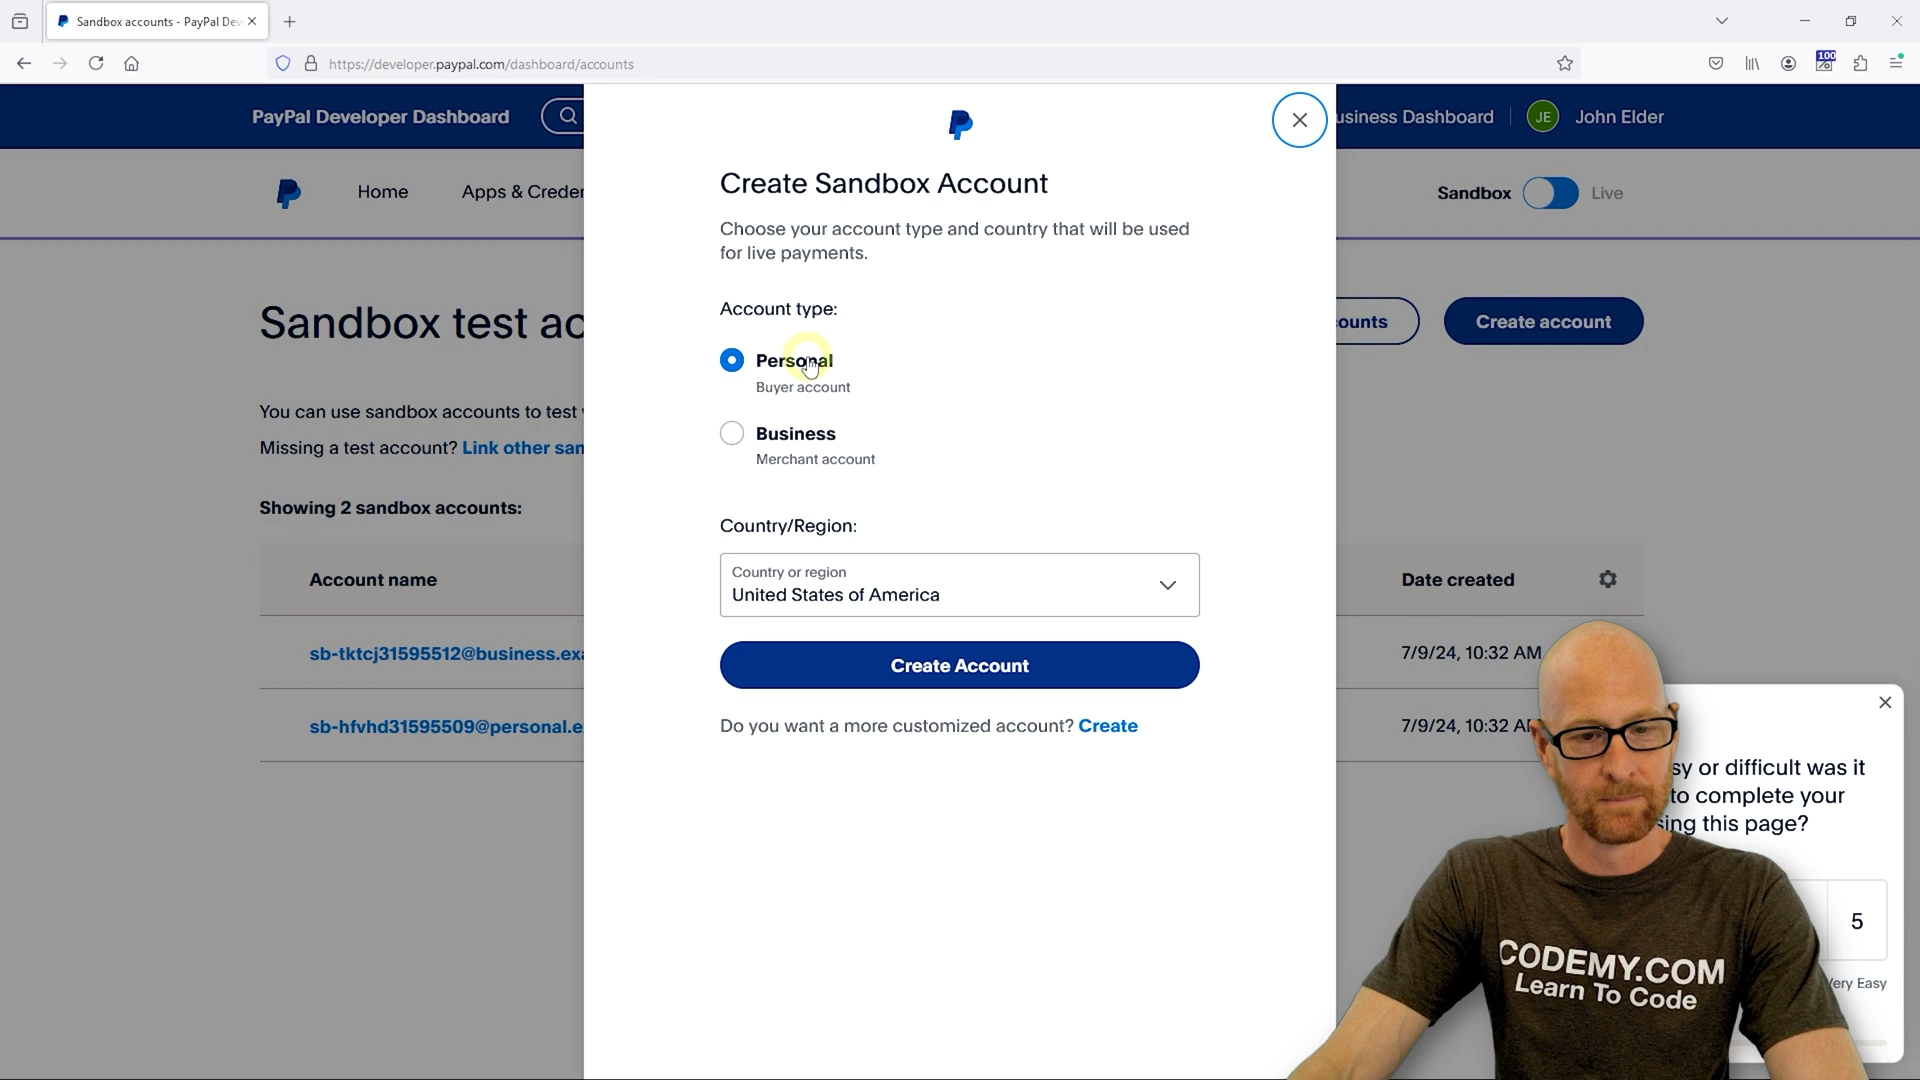 Sandbox accounts - PayPal Dev
https://developer.paypal.com/dashboard/accounts
100
PayPal Developer Dashboard
usiness Dashboard
JE
John Elder
Home
Apps & Creden
Sandbox
Live
Create Sandbox Account
Choose your account type and country that will be used
for live payments.
Account type:
Personal
Buyer account
Business
Merchant account
Country/Region:
Country or region
United States of America
Create Account
Do you want a more customized account? Create
Sandbox test ac
ounts
Create account
You can use sandbox accounts to test
Missing a test account? Link other san
Showing 2 sandbox accounts:
Account name
Date created
sb-tktcj31595512@business.exa
7/9/24, 10:32 AM
sb-hfvhd31595509@personal.e
7/9/24, 10:32 AM
sy or difficult was it
to complete your
sing this page?
5
Very Easy
CODEMY.COM
Learn To Code